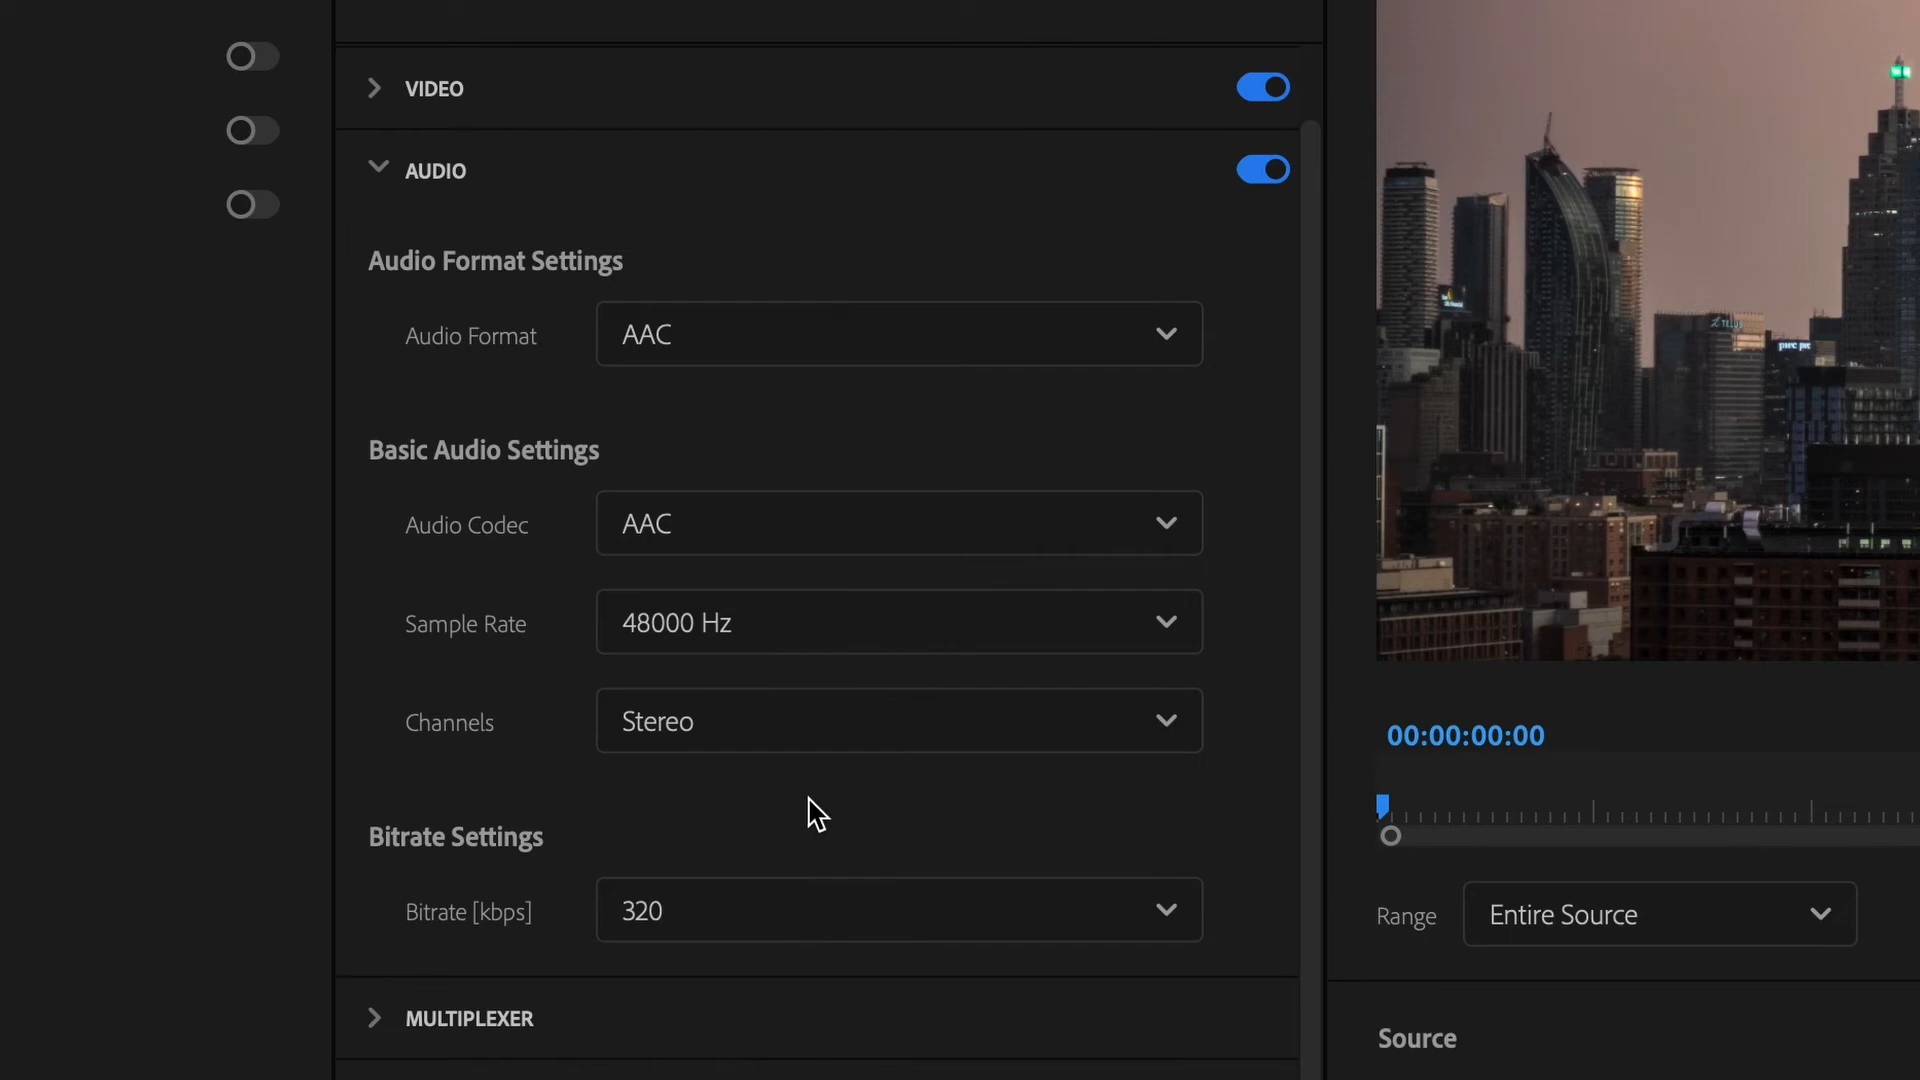 VIDEO
AUDIO
Audio Format Settings
Audio Format AAC
Basic Audio Settings
Audio Codec AAC
Sample Rate 48000 Hz
Channels Stereo
Bitrate Settings
Bitrate [kbps] 320
MULTIPLEXER
TELUS
00:00:00:00
Range Entire Source
Source